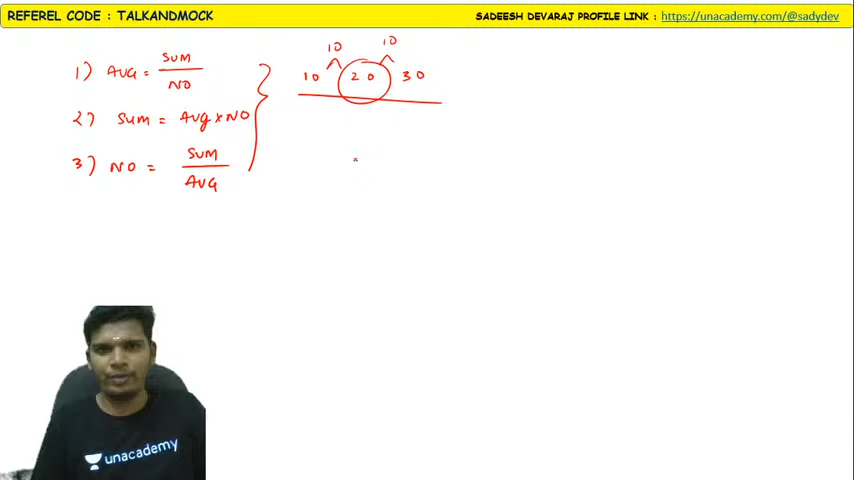 REFEREL CODE : TALKANDMOCK
SADEESH DEVARAJ PROFILE LINK : https://unacademy.com/@sadydev
1) AVG = SUM / NO
2) SUM = AVG × NO
3) NO = SUM / AVG
10 10
10 20 30
unacademy